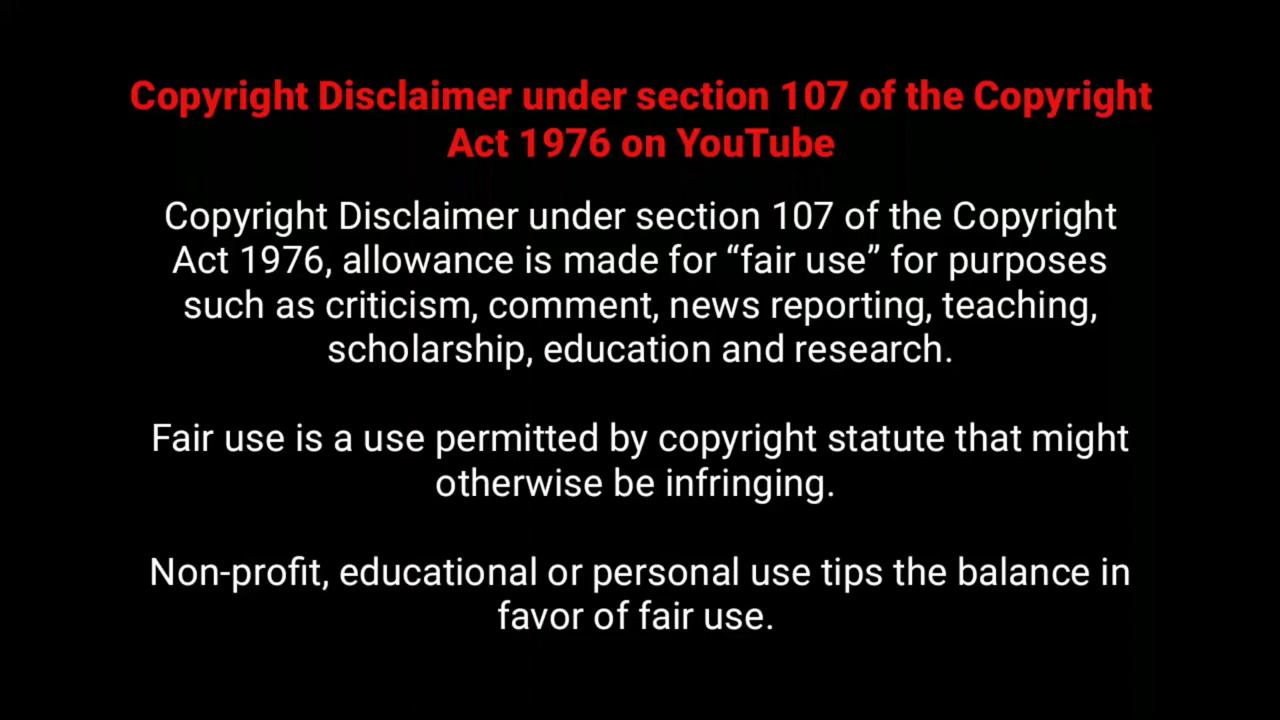 Copyright Disclaimer under section 107 of the Copyright
Act 1976 on YouTube
Copyright Disclaimer under section 107 of the Copyright
Act 1976, allowance is made for “fair use” for purposes
such as criticism, comment, news reporting, teaching,
scholarship, education and research.
Fair use is a use permitted by copyright statute that might
otherwise be infringing.
Non-profit, educational or personal use tips the balance in
favor of fair use.